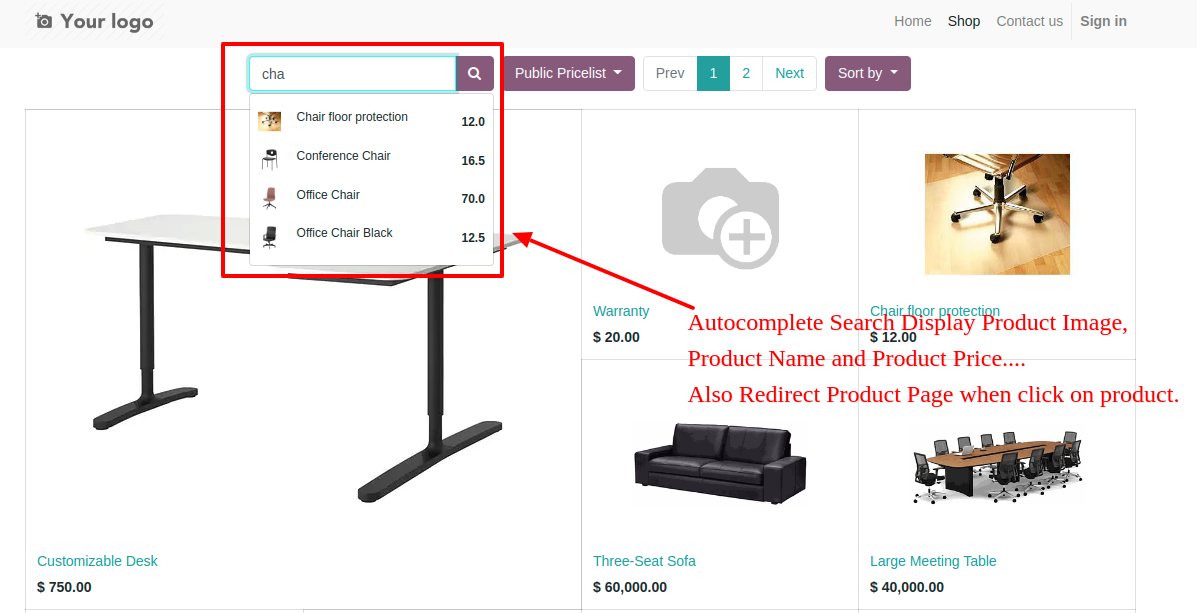 Your logo
Home Shop Contact us Sign in
cha
Public Pricelist
Prev 1 2 Next
Sort by
Chair floor protection 12.0
Conference Chair 16.5
Office Chair 70.0
Office Chair Black 12.5
Warranty
$ 20.00
Chair floor protection
$ 12.00
Autocomplete Search Display Product Image,
Product Name and Product Price....
Also Redirect Product Page when click on product.
Customizable Desk
$ 750.00
Three-Seat Sofa
$ 60,000.00
Large Meeting Table
$ 40,000.00